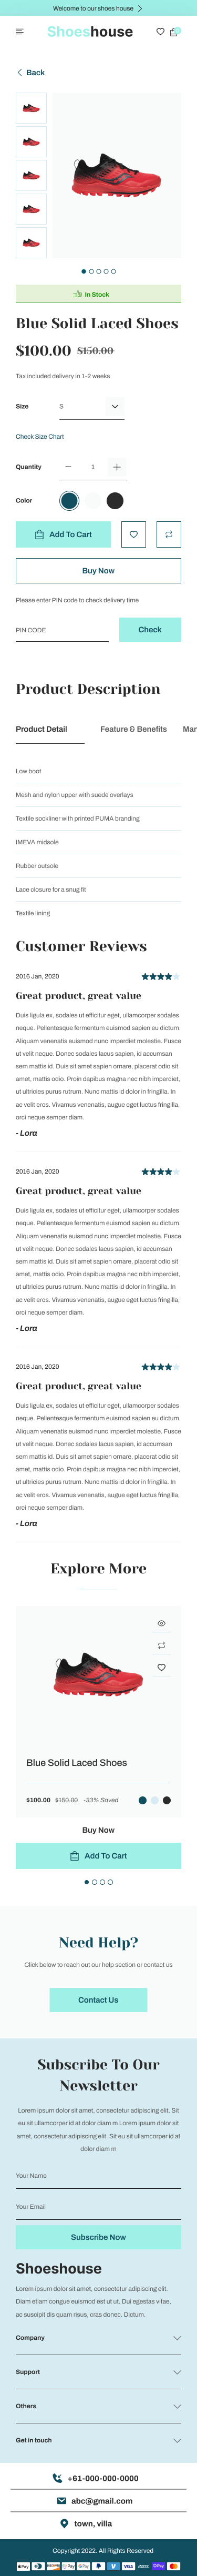 Welcome to our shoes house
Shoeshouse
Back
In Stock
Blue Solid Laced Shoes
$100.00 $150.00
Tax included delivery in 1-2 weeks
Size S
Check Size Chart
Quantity 1
Color
Add To Cart
Buy Now
Please enter PIN code to check delivery time
PIN CODE Check
Product Description
Product Detail Feature & Benefits Mar
Low boot
Mesh and nylon upper with suede overlays
Textile sockliner with printed PUMA branding
IMEVA midsole
Rubber outsole
Lace closure for a snug fit
Textile lining
Customer Reviews
2016 Jan, 2020
Great product, great value
Duis ligula ex, sodales ut efficitur eget, ullamcorper sodales
neque. Pellentesque fermentum euismod sapien eu dictum.
Aliquam venenatis euismod nunc imperdiet molestie. Fusce
ut velit neque. Donec sodales lacus sapien, id accumsan
sem mattis id. Duis sit amet sapien ornare, placerat odio sit
amet, mattis odio. Proin dapibus magna nec nibh imperdiet,
ut ultricies purus rutrum. Nunc mattis id dolor in fringilla. In
ac velit eros. Vivamus venenatis, augue eget luctus fringilla,
orci neque semper diam.
- Lora
2016 Jan, 2020
Great product, great value
Duis ligula ex, sodales ut efficitur eget, ullamcorper sodales
neque. Pellentesque fermentum euismod sapien eu dictum.
Aliquam venenatis euismod nunc imperdiet molestie. Fusce
ut velit neque. Donec sodales lacus sapien, id accumsan
sem mattis id. Duis sit amet sapien ornare, placerat odio sit
amet, mattis odio. Proin dapibus magna nec nibh imperdiet,
ut ultricies purus rutrum. Nunc mattis id dolor in fringilla. In
ac velit eros. Vivamus venenatis, augue eget luctus fringilla,
orci neque semper diam.
- Lora
2016 Jan, 2020
Great product, great value
Duis ligula ex, sodales ut efficitur eget, ullamcorper sodales
neque. Pellentesque fermentum euismod sapien eu dictum.
Aliquam venenatis euismod nunc imperdiet molestie. Fusce
ut velit neque. Donec sodales lacus sapien, id accumsan
sem mattis id. Duis sit amet sapien ornare, placerat odio sit
amet, mattis odio. Proin dapibus magna nec nibh imperdiet,
ut ultricies purus rutrum. Nunc mattis id dolor in fringilla. In
ac velit eros. Vivamus venenatis, augue eget luctus fringilla,
orci neque semper diam.
- Lora
Explore More
Blue Solid Laced Shoes
$100.00 $150.00 -33% Saved
Buy Now
Add To Cart
Need Help?
Click below to reach out our help section or contact us
Contact Us
Subscribe To Our
Newsletter
Lorem ipsum dolor sit amet, consectetur adipiscing elit. Sit
eu sit ullamcorper id at dolor diam m Lorem ipsum dolor sit
amet, consectetur adipiscing elit. Sit eu sit ullamcorper id at
dolor diam m
Your Name
Your Email
Subscribe Now
Shoeshouse
Lorem ipsum dolor sit amet, consectetur adipiscing elit.
Diam etiam congue euismod est ut ut. Dui egestas vitae,
ac suscipit dis quam risus, cras donec. Dictum.
Company
Support
Others
Get in touch
+61-000-000-0000
abc@gmail.com
town, villa
Copyright 2022. All Rights Reserved